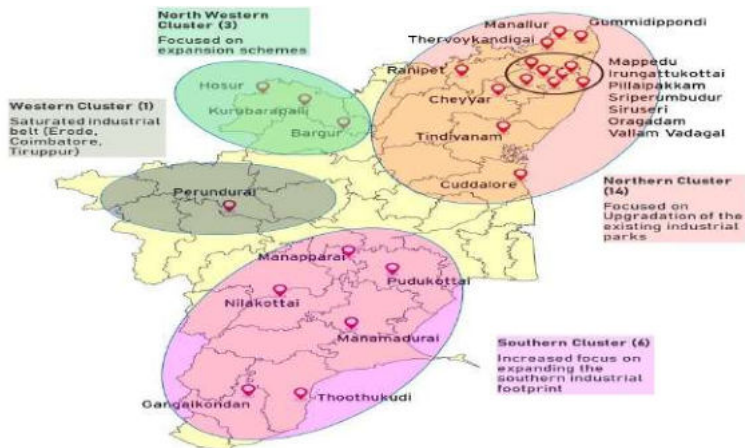 North Western
Cluster (3)
Focused on
expansion schemes
Manallur
Gummidippondi
Thervoykandigai
Ranipet
Mappedu
Irungattukottai
Pillaipakkam
Sriperumbudur
Siruseri
Oragadam
Vallam Vadagal
Cheyyar
Tindivanam
Cuddalore
Hosur
Kurubarapalli
Bargur
Western Cluster (1)
Saturated industrial
belt (Erode,
Coimbatore,
Tiruppur)
Perundurai
Northern Cluster
(14)
Focused on
Upgradation of the
existing industrial
parks
Manapparai
Pudukottai
Nilakottai
Manamadurai
Gangaikondan
Thoothukudi
Southern Cluster (6)
Increased focus on
expanding the
southern industrial
footprint